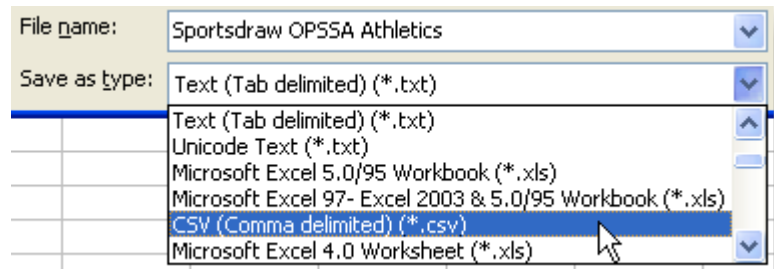 File name: Sportsdraw OPSSA Athletics
Save as type: Text (Tab delimited) (*.txt)
Text (Tab delimited) (*.txt)
Unicode Text (*.txt)
Microsoft Excel 5.0/95 Workbook (*.xls)
Microsoft Excel 97- Excel 2003 & 5.0/95 Workbook (*.xls)
CSV (Comma delimited) (*.csv)
Microsoft Excel 4.0 Worksheet (*.xls)